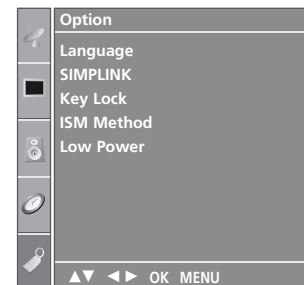 Option
Language
SIMPLINK
Key Lock
ISM Method
Low Power
▲▼ ◄► OK MENU